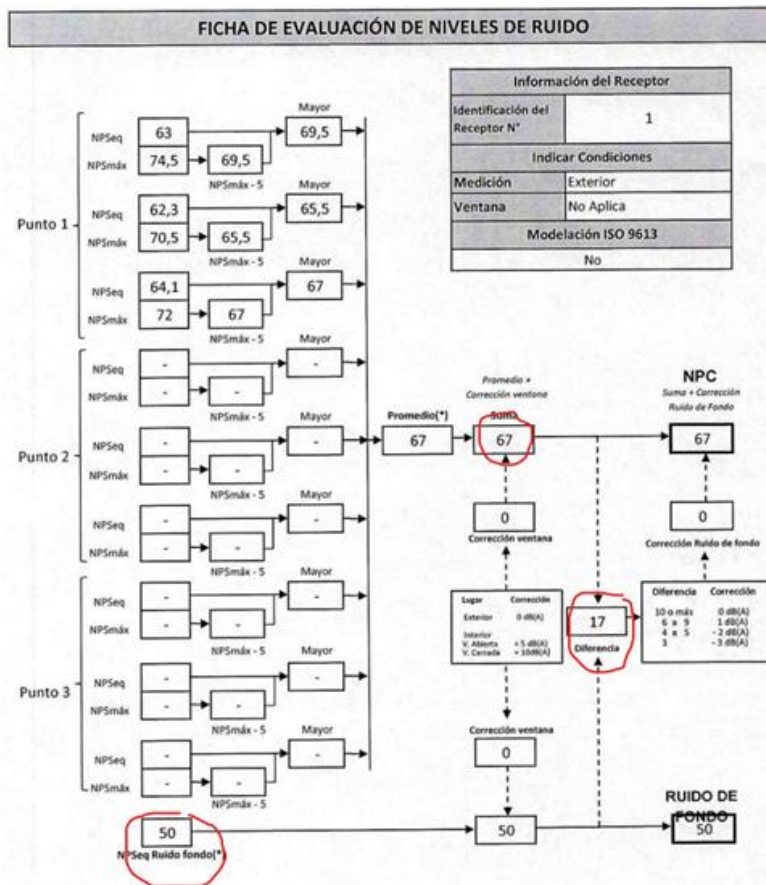 FICHA DE EVALUACIÓN DE NIVELES DE RUIDO
Información del Receptor
Identificación del Receptor N° 1
Indicar Condiciones
Medición Exterior
Ventana No Aplica
Modelación ISO 9613
No
Punto 1
Mayor
NPSeq 63 69,5
NPSmáx 74,5 69,5
NPSmáx - 5
Mayor
NPSeq 62,3 65,5
NPSmáx 70,5 65,5
NPSmáx - 5
Mayor
NPSeq 64,1 67
NPSmáx 72 67
NPSmáx - 5
Punto 2
Mayor
NPSeq - -
NPSmáx - -
NPSmáx - 5
Mayor
NPSeq - -
NPSmáx - -
NPSmáx - 5
Mayor
NPSeq - -
NPSmáx - -
NPSmáx - 5
Punto 3
Mayor
NPSeq - -
NPSmáx - -
NPSmáx - 5
Mayor
NPSeq - -
NPSmáx - -
NPSmáx - 5
Mayor
NPSeq - -
NPSmáx - -
NPSmáx - 5
Promedio(*)
67
Promedio +
Corrección ventana
Suma
67
NPC
Suma + Corrección
Ruido de Fondo
67
0
Corrección ventana
0
Corrección Ruido de fondo
Lugar Corrección
Exterior 0 dB(A)
Interior
V. Abierta + 5 dB(A)
V. Cerrada + 10dB(A)
17
Diferencia
Diferencia Corrección
10 o más 0 dB(A)
6 a 9 1 dB(A)
4 a 5 - 2 dB(A)
3 -3 dB(A)
Corrección ventana
0
50
NPSeq Ruido fondo(*)
50
RUIDO DE
FONDO
50